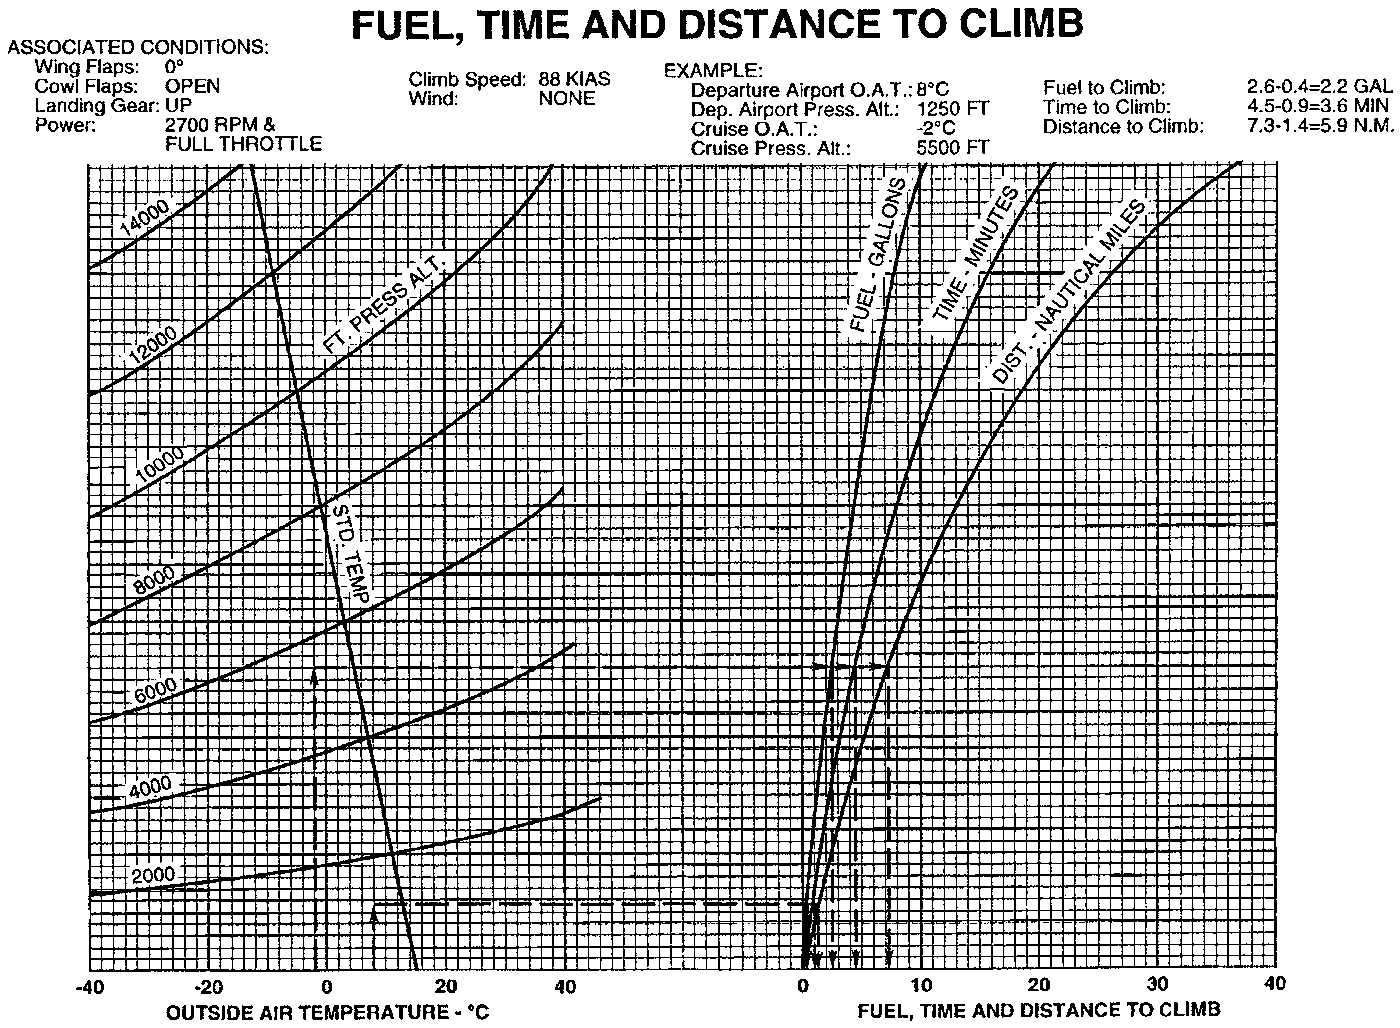 FUEL, TIME AND DISTANCE TO CLIMB
ASSOCIATED CONDITIONS:
Wing Flaps: 0°
Cowl Flaps: OPEN
Landing Gear: UP
Power: 2700 RPM &
FULL THROTTLE
Climb Speed: 88 KIAS
Wind: NONE
EXAMPLE:
Departure Airport O.A.T.: 8°C
Dep. Airport Press. Alt.: 1250 FT
Cruise O.A.T.: -2°C
Cruise Press. Alt.: 5500 FT
Fuel to Climb: 2.6-0.4=2.2 GAL
Time to Climb: 4.5-0.9=3.6 MIN
Distance to Climb: 7.3-1.4=5.9 N.M.
14000
12000
10000
8000
6000
4000
2000
FT. PRESS ALT.
STD. TEMP
FUEL - GALLONS
TIME - MINUTES
DIST. - NAUTICAL MILES
-40 -20 0 20 40 0 10 20 30 40
OUTSIDE AIR TEMPERATURE - °C
FUEL, TIME AND DISTANCE TO CLIMB